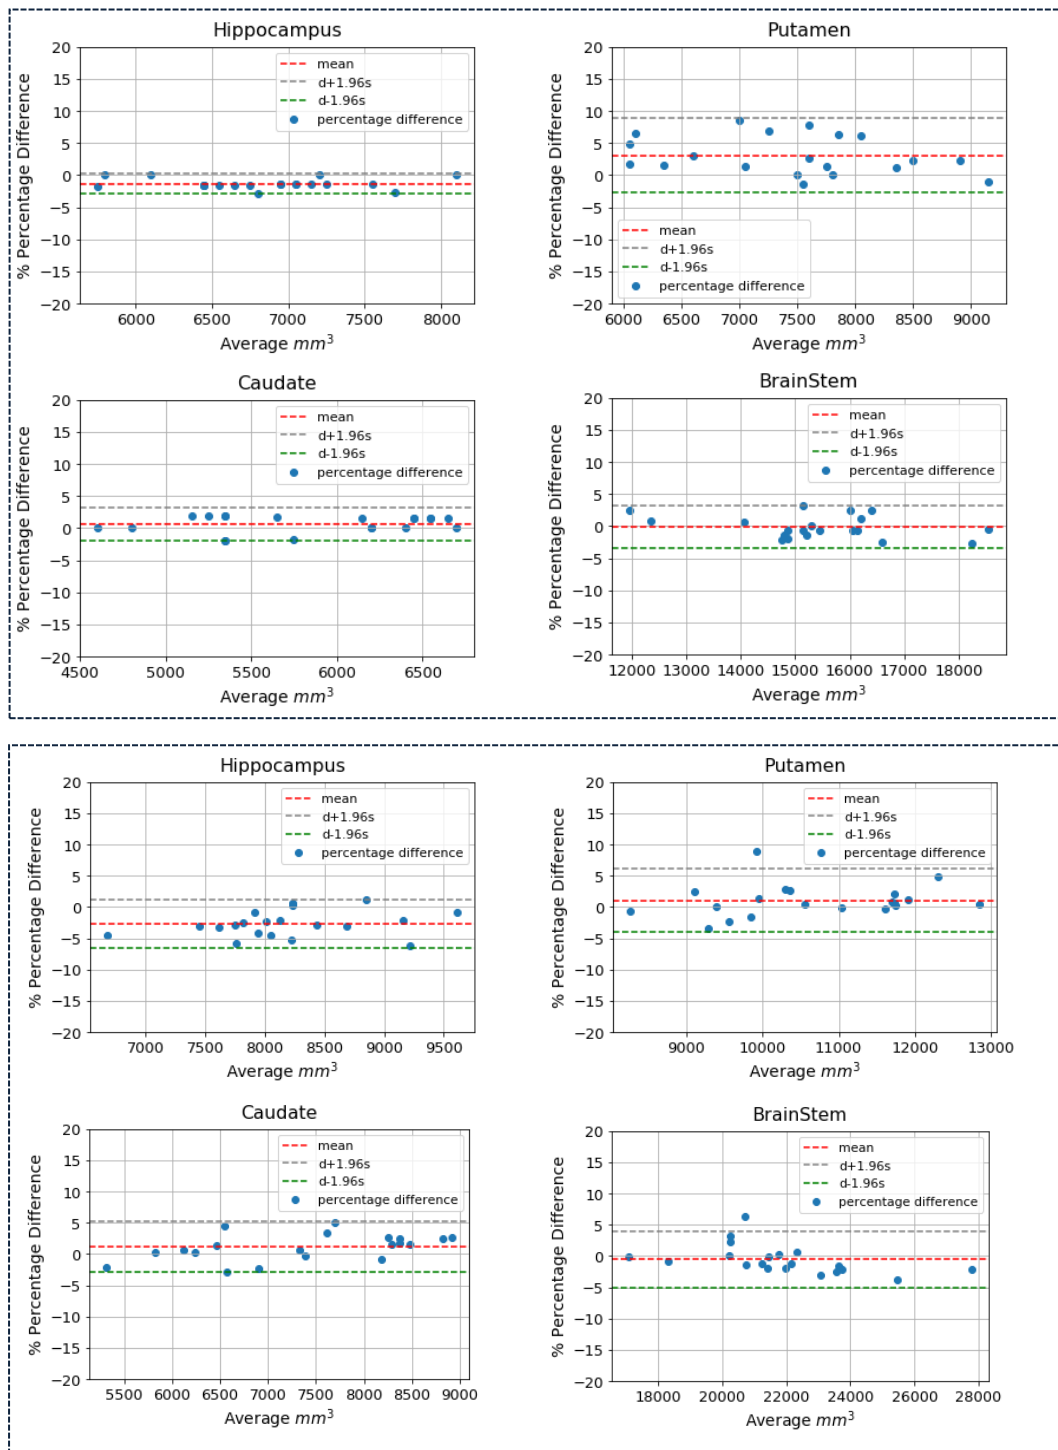 Hippocampus
% Percentage Difference
20
15
10
5
0
−5
−10
−15
−20
mean
d+1.96s
d-1.96s
percentage difference
6000 6500 7000 7500 8000
Average mm³
Putamen
% Percentage Difference
20
15
10
5
0
−5
−10
−15
−20
mean
d+1.96s
d-1.96s
percentage difference
6000 6500 7000 7500 8000 8500 9000
Average mm³
Caudate
% Percentage Difference
20
15
10
5
0
−5
−10
−15
−20
mean
d+1.96s
d-1.96s
percentage difference
4500 5000 5500 6000 6500
Average mm³
BrainStem
% Percentage Difference
20
15
10
5
0
−5
−10
−15
−20
mean
d+1.96s
d-1.96s
percentage difference
12000 13000 14000 15000 16000 17000 18000
Average mm³
Hippocampus
% Percentage Difference
20
15
10
5
0
−5
−10
−15
−20
mean
d+1.96s
d-1.96s
percentage difference
7000 7500 8000 8500 9000 9500
Average mm³
Putamen
% Percentage Difference
20
15
10
5
0
−5
−10
−15
−20
mean
d+1.96s
d-1.96s
percentage difference
9000 10000 11000 12000 13000
Average mm³
Caudate
% Percentage Difference
20
15
10
5
0
−5
−10
−15
−20
mean
d+1.96s
d-1.96s
percentage difference
5500 6000 6500 7000 7500 8000 8500 9000
Average mm³
BrainStem
% Percentage Difference
20
15
10
5
0
−5
−10
−15
−20
mean
d+1.96s
d-1.96s
percentage difference
18000 20000 22000 24000 26000 28000
Average mm³